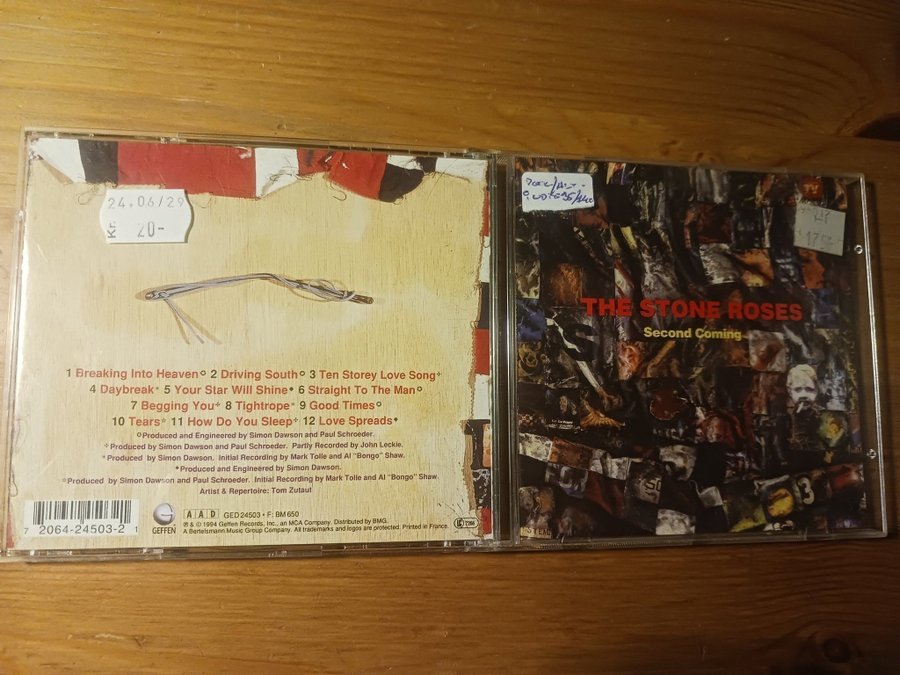 24.06/29
Kr. 20-
1 Breaking Into Heaven° 2 Driving South° 3 Ten Storey Love Song+
4 Daybreak* 5 Your Star Will Shine• 6 Straight To The Man°
7 Begging You+ 8 Tightrope* 9 Good Times°
10 Tears* 11 How Do You Sleep+ 12 Love Spreads•
°Produced and Engineered by Simon Dawson and Paul Schroeder.
+Produced by Simon Dawson and Paul Schroeder. Partly Recorded by John Leckie.
*Produced by Simon Dawson. Initial Recording by Mark Tolle and Al "Bongo" Shaw.
•Produced and Engineered by Simon Dawson.
°Produced by Simon Dawson and Paul Schroeder. Initial Recording by Mark Tolle and Al "Bongo" Shaw.
Artist & Repertoire: Tom Zutaut
7 2064-24503-2 1
GEFFEN
A A D GED 24503 • F: BM 650
℗ & © 1994 Geffen Records, Inc., an MCA Company. Distributed by BMG.
A Bertelsmann Music Group Company. All trademarks and logos are protected. Printed in France.
THE STONE ROSES
Second Coming
3